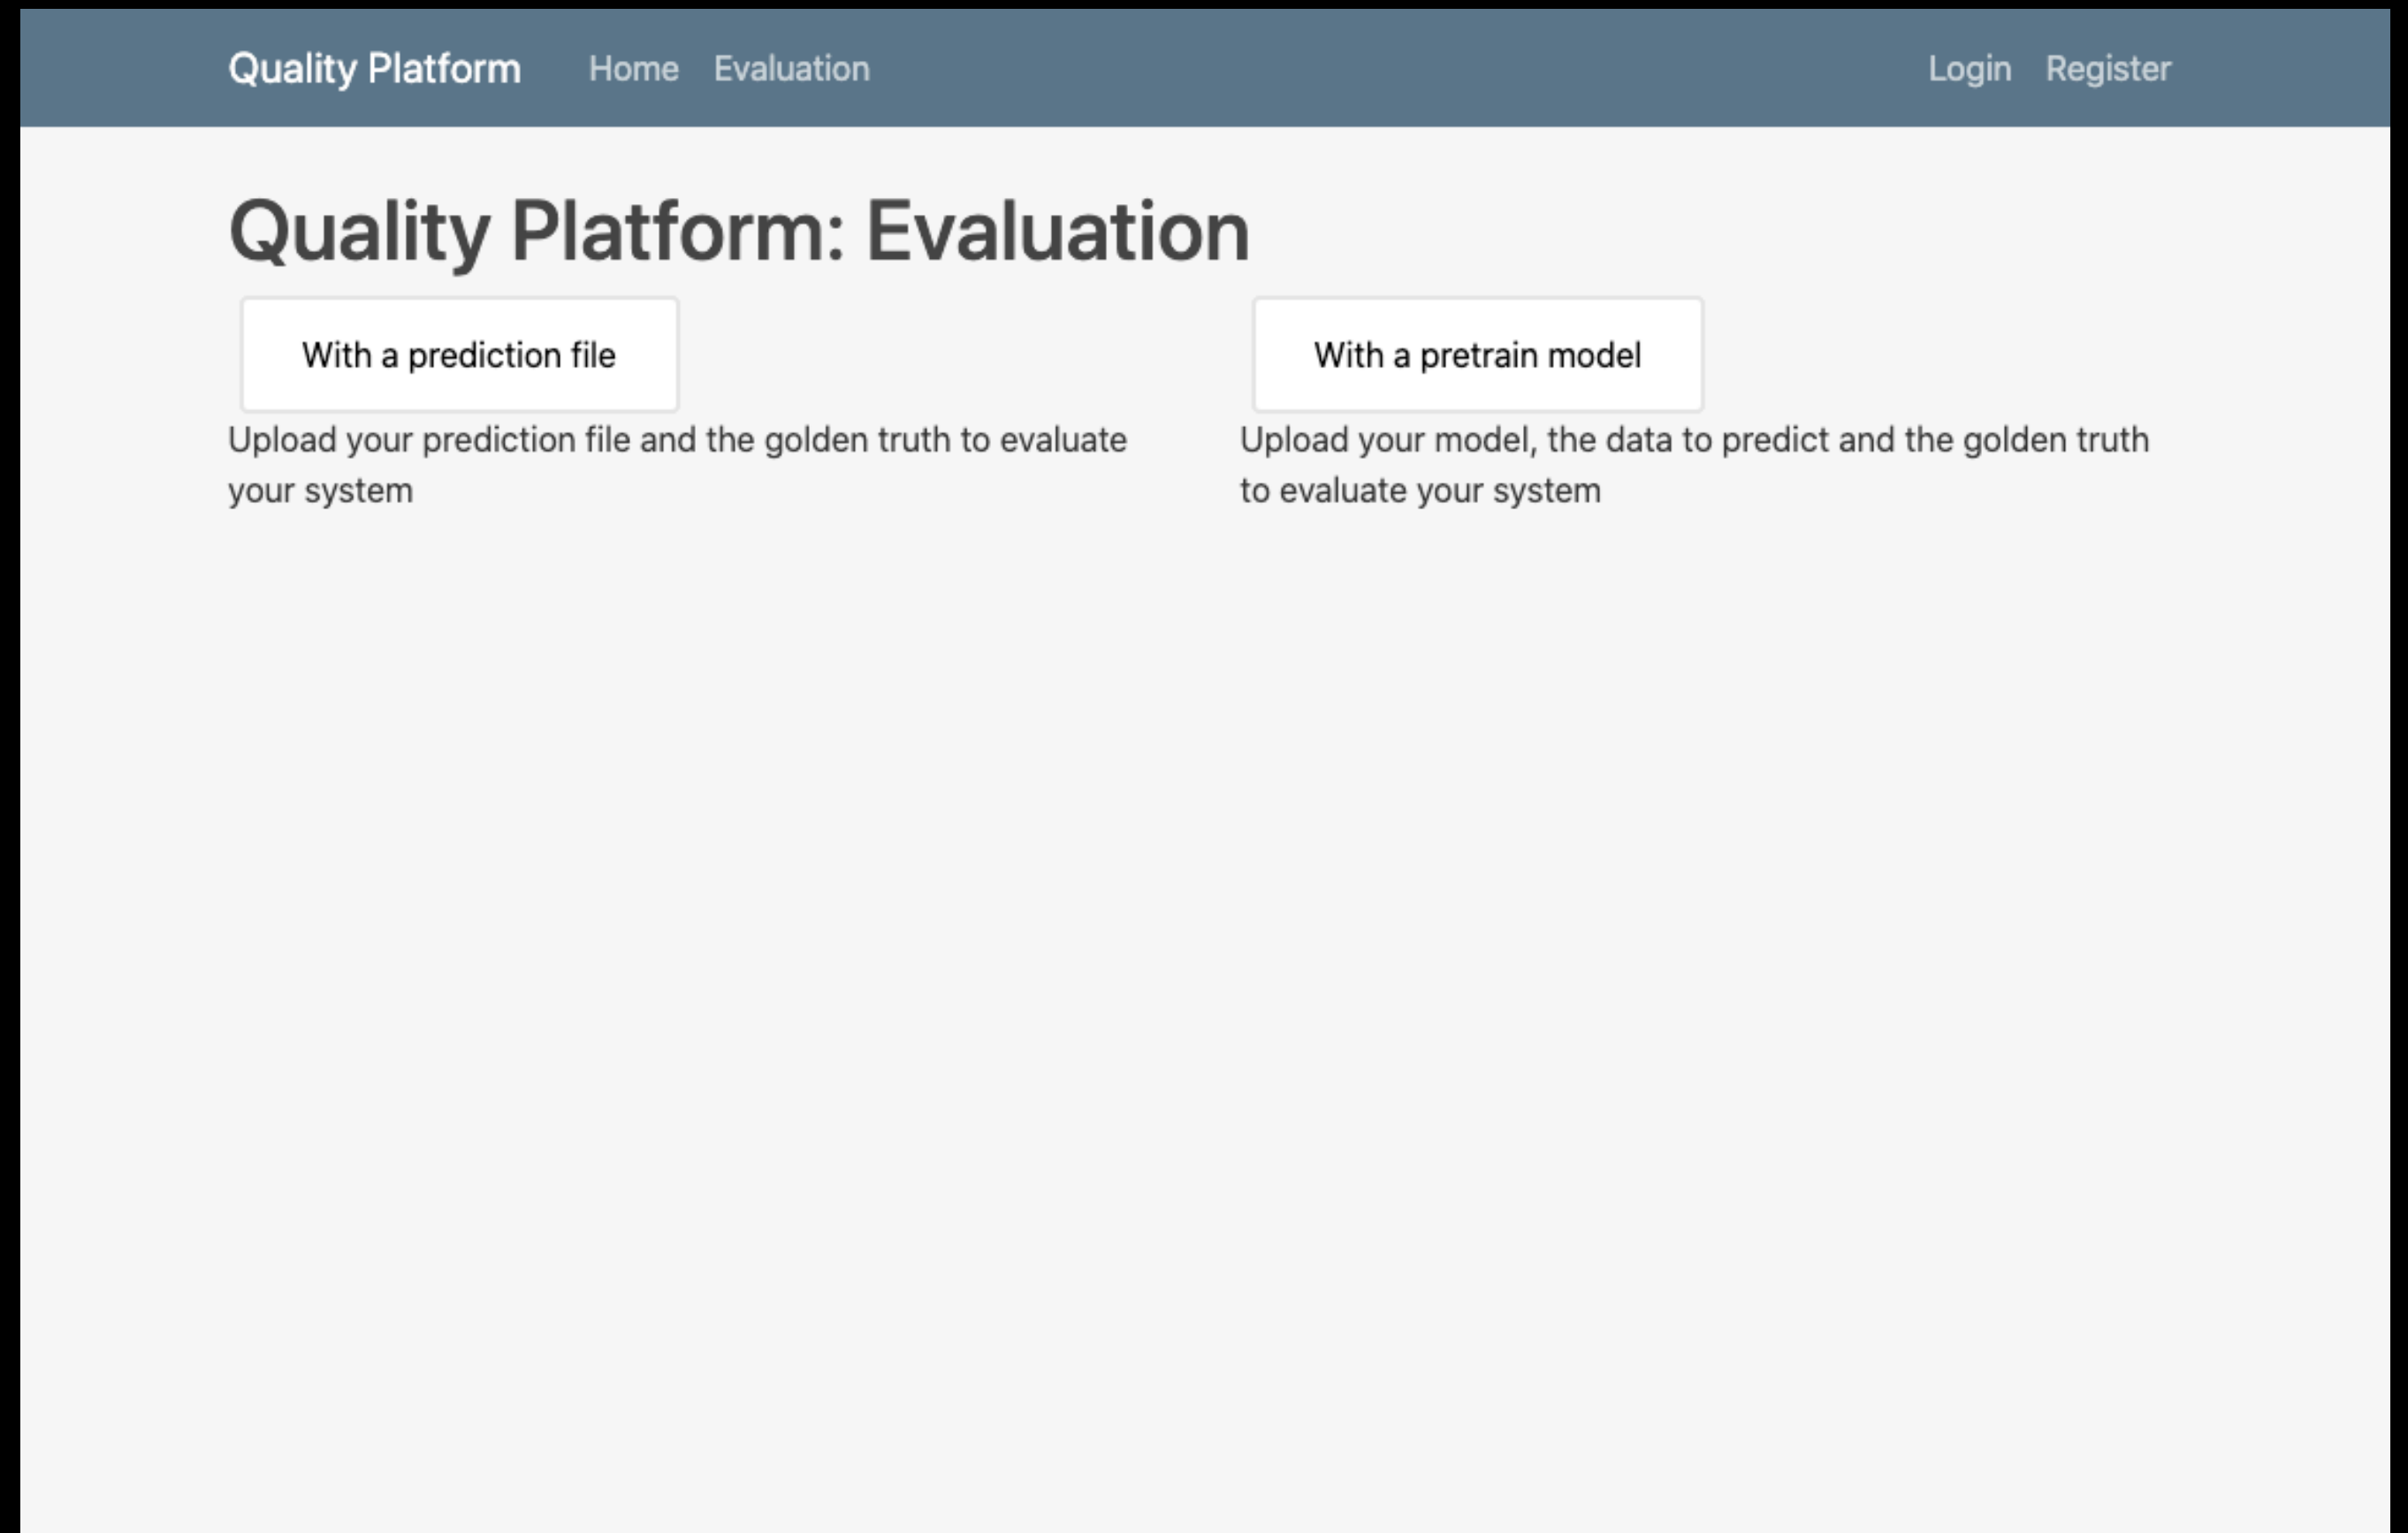 Quality Platform Home Evaluation Login Register
Quality Platform: Evaluation
With a prediction file
Upload your prediction file and the golden truth to evaluate
your system
With a pretrain model
Upload your model, the data to predict and the golden truth
to evaluate your system